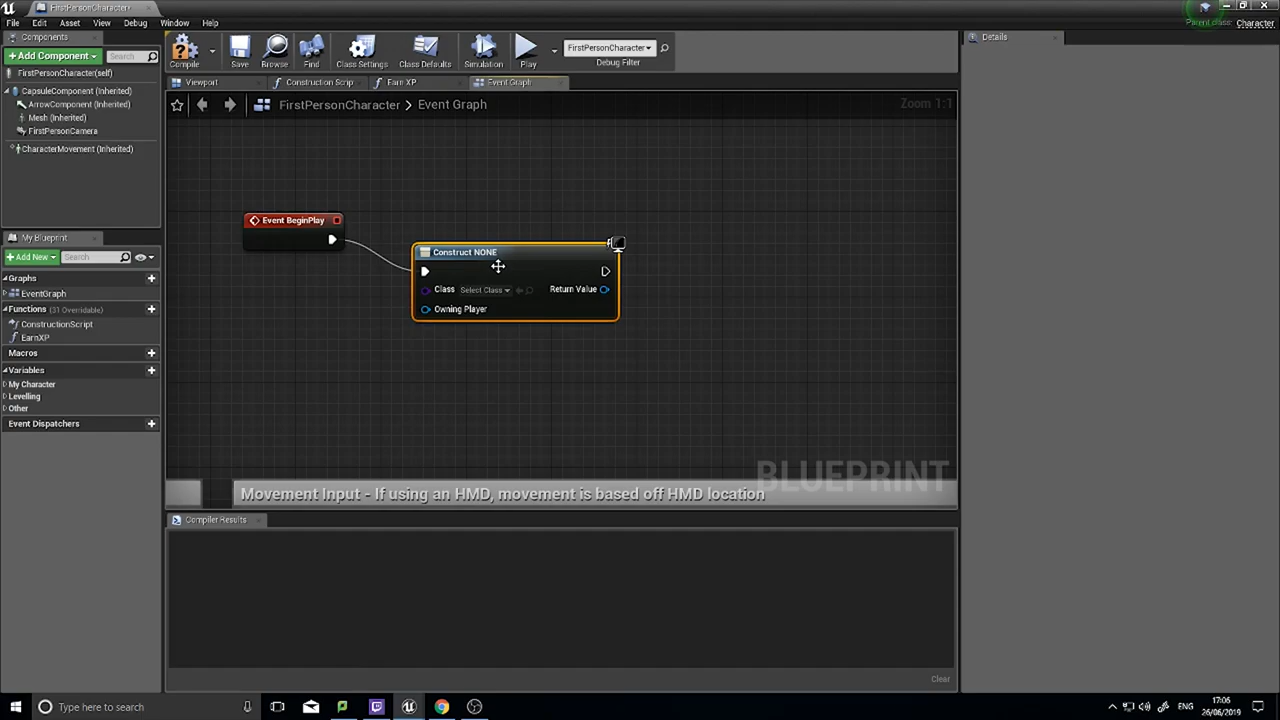 FirstPersonCharacter
File Edit Asset View Debug Window Help
Parent class: Character
Components
Details
Add Component
Search
Compile Save Browse Find Class Settings Class Defaults Simulation Play
FirstPersonCharacter
Debug Filter
FirstPersonCharacter(self)
Viewport
Construction Scrip
Earn XP
Event Graph
CapsuleComponent (Inherited)
ArrowComponent (Inherited)
Mesh (Inherited)
FirstPersonCamera
CharacterMovement (Inherited)
FirstPersonCharacter > Event Graph
Zoom 1:1
Event BeginPlay
Construct NONE
Class Select Class
Return Value
Owning Player
My Blueprint
Add New
Search
Graphs
EventGraph
Functions (31 Overridable)
ConstructionScript
EarnXP
Macros
Variables
My Character
Levelling
Other
Event Dispatchers
BLUEPRINT
Movement Input - If using an HMD, movement is based off HMD location
Compiler Results
Clear
Type here to search
ENG
17:05
26/06/2019